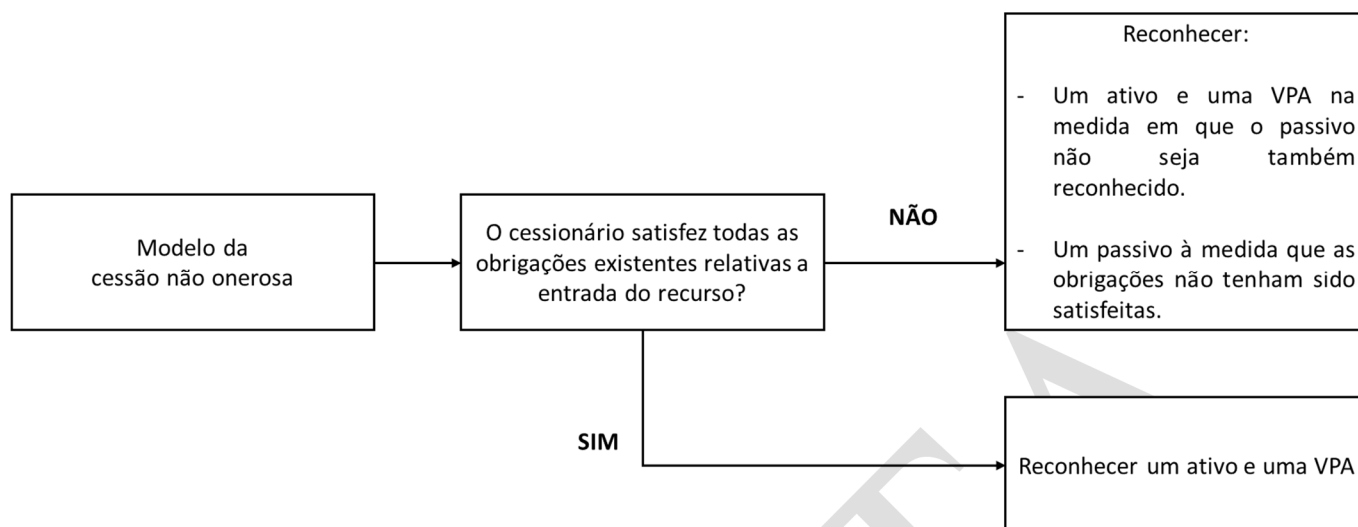 Modelo da
cessão não onerosa
O cessionário satisfez todas as
obrigações existentes relativas a
entrada do recurso?
NÃO
Reconhecer:
- Um ativo e uma VPA na
medida em que o passivo
não seja também
reconhecido.
- Um passivo à medida que as
obrigações não tenham sido
satisfeitas.
SIM
Reconhecer um ativo e uma VPA